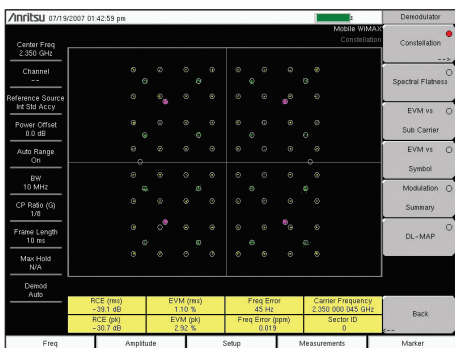 Anritsu 07/19/2007 01:42:59 pm
Demodulator
Mobile WiMAX
Constellation
Center Freq
2.350 GHz
Channel
--
Reference Source
Int Std Accy
Power Offset
0.0 dB
Auto Range
On
BW
10 MHz
CP Ratio (G)
1/8
Frame Length
10 ms
Max Hold
N/A
Demod
Auto
Constellation
-->
Spectral Flatness
EVM vs
Sub Carrier
EVM vs
Symbol
Modulation
Summary
DL-MAP
Back
<--
RCE (rms)
-39.1 dB
EVM (rms)
1.10 %
Freq Error
45 Hz
Carrier Frequency
2.350 000 045 GHz
RCE (pk)
-30.7 dB
EVM (pk)
2.92 %
Freq Error (ppm)
0.019
Sector ID
0
Freq
Amplitude
Setup
Measurements
Marker